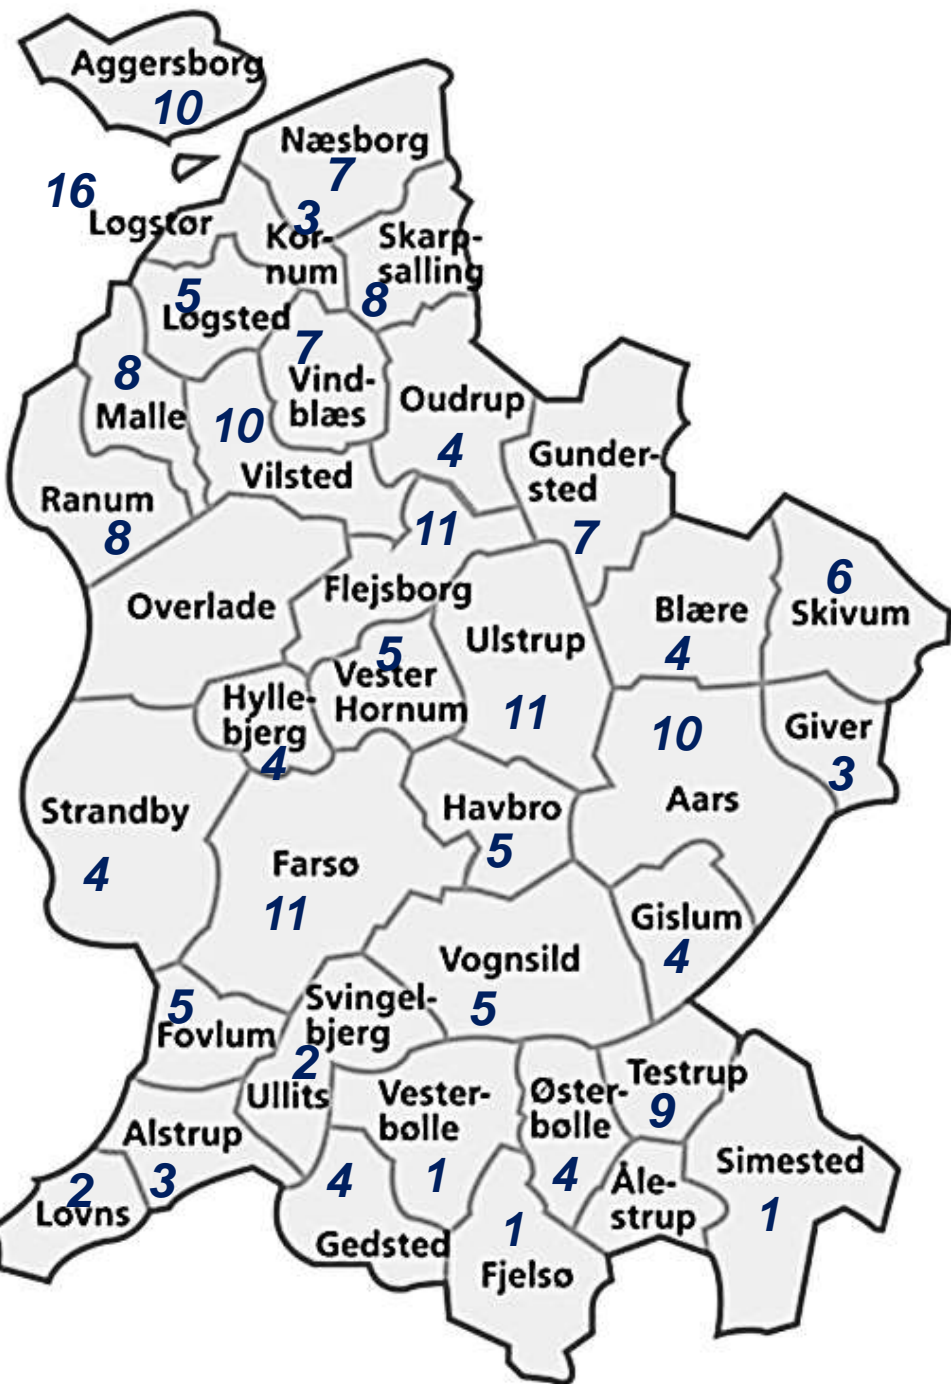 Aggersborg
10
Næsborg
7
16
Løgstør
3
Kor-
num
Skarp-
salling
8
5
Løgsted
7
Vind-
blæs
8
Malle
10
Vilsted
Oudrup
4
Gunder-
sted
7
Ranum
8
11
Flejsborg
Overlade
Ulstrup
11
Blære
4
6
Skivum
5
Vester
Hornum
Hylle-
bjerg
4
10
Aars
Giver
3
Strandby
4
Havbro
5
Farsø
11
Gislum
4
Vognsild
5
5
Fovlum
Svingel-
bjerg
2
Ullits
Vester-
bølle
1
Øster-
bølle
4
Testrup
9
Alstrup
3
2
Lovns
4
Gedsted
1
Fjelsø
Åle-
strup
Simested
1